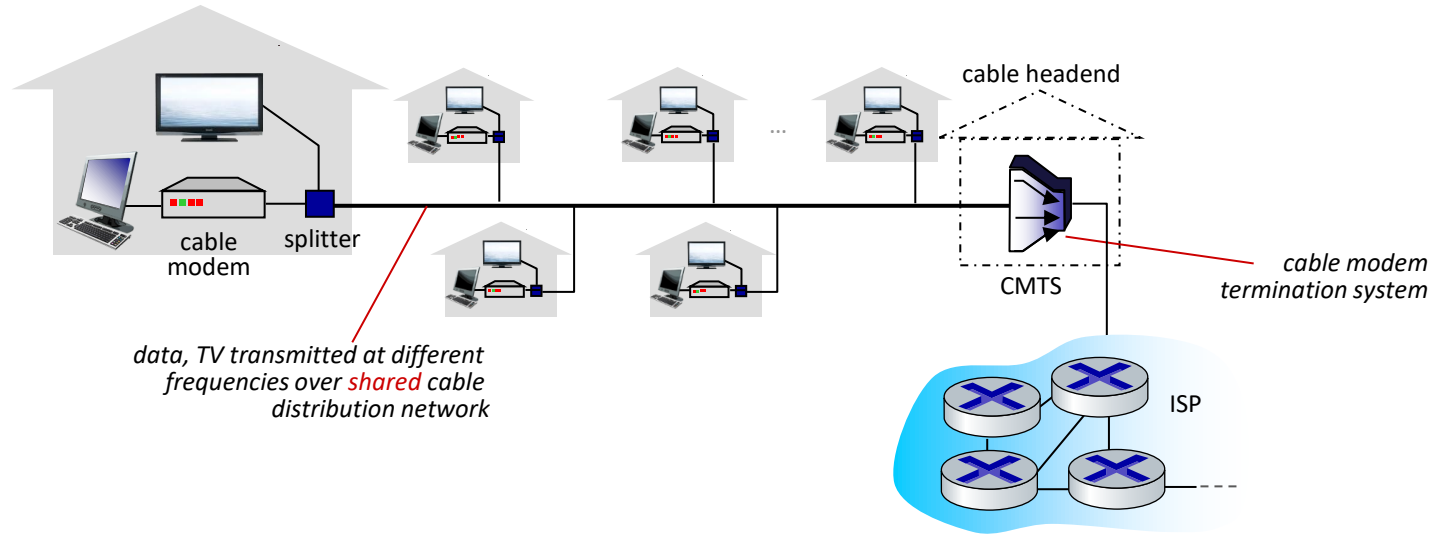 cable headend
…
cable
modem
splitter
CMTS
cable modem
termination system
data, TV transmitted at different
frequencies over shared cable
distribution network
ISP